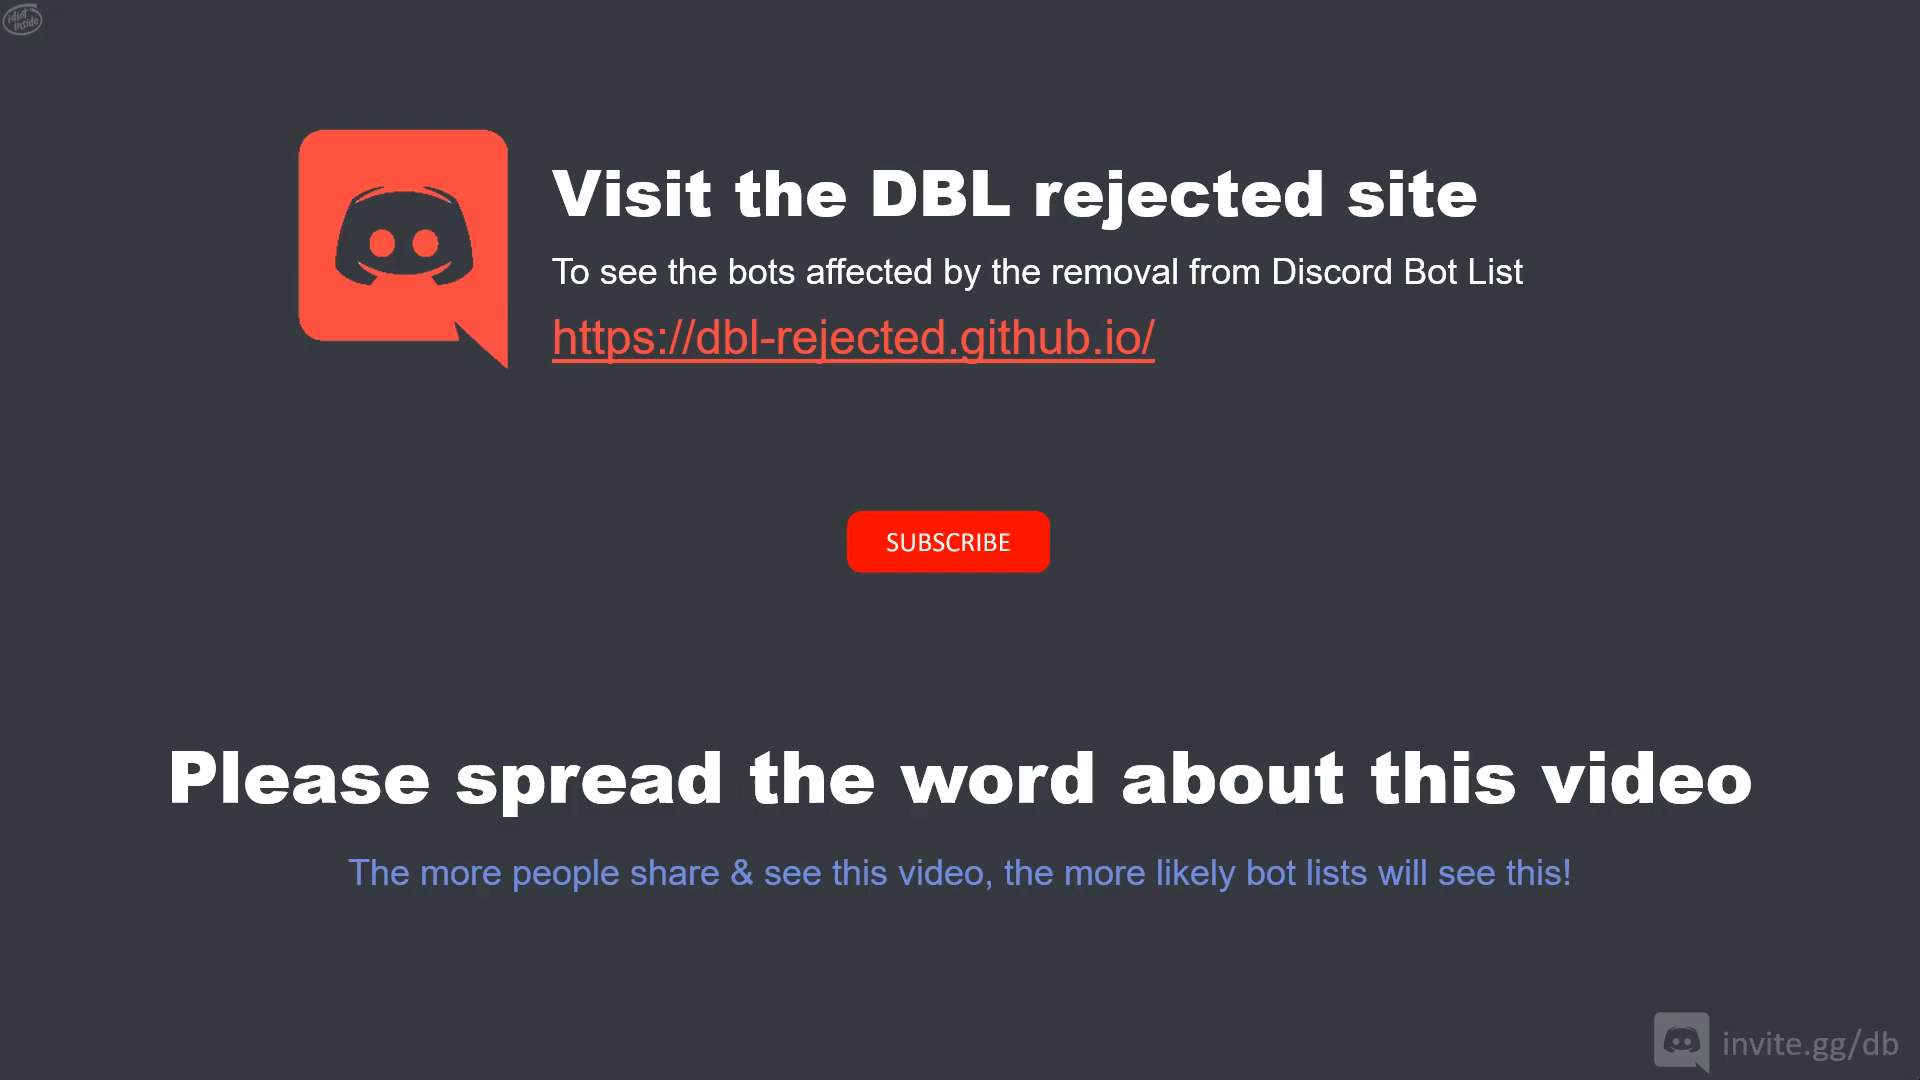 idiot
inside
Visit the DBL rejected site
To see the bots affected by the removal from Discord Bot List
https://dbl-rejected.github.io/
SUBSCRIBE
Please spread the word about this video
The more people share & see this video, the more likely bot lists will see this!
invite.gg/db